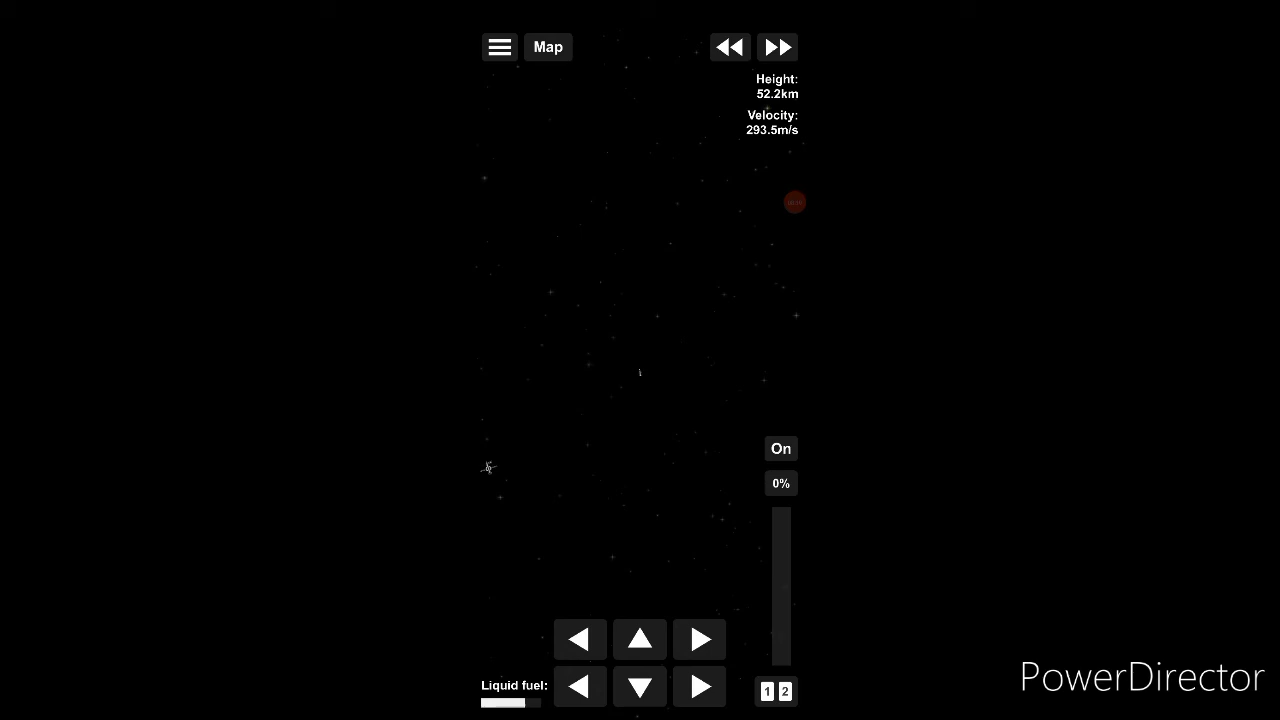 Map
Height:
52.2km
Velocity:
293.5m/s
On
0%
Liquid fuel:
1 2
PowerDirector